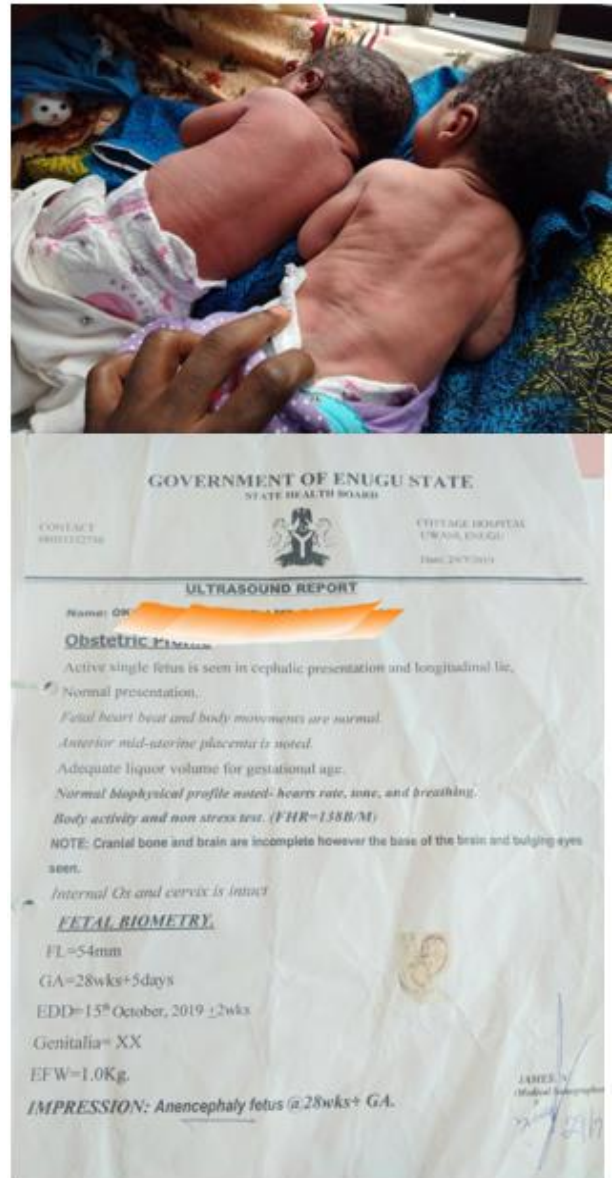 GOVERNMENT OF ENUGU STATE
STATE HEALTH BOARD
CONTACT
COTTAGE HOSPITAL
UWANI, ENUGU
Date:
ULTRASOUND REPORT
Name: OK
Obstetric
Active single fetus is seen in cephalic presentation and longitudinal lie,
Normal presentation.
Fetal heart beat and body movements are normal
Anterior mid-uterine placenta is noted.
Adequate liquor volume for gestational age.
Normal biophysical profile noted- hearts rate, tone, and breathing.
Body activity and non stress test. (FHR=138B/M)
NOTE: Cranial bone and brain are incomplete however the base of the brain and bulging eyes
seen.
Internal Os and cervix is intact
FETAL BIOMETRY.
FL=54mm
GA=28wks+5days
EDD=15th October, 2019 ±2wks
Genitalia= XX
EFW=1.0Kg.
JAMES
IMPRESSION: Anencephaly fetus @28wks+ GA.